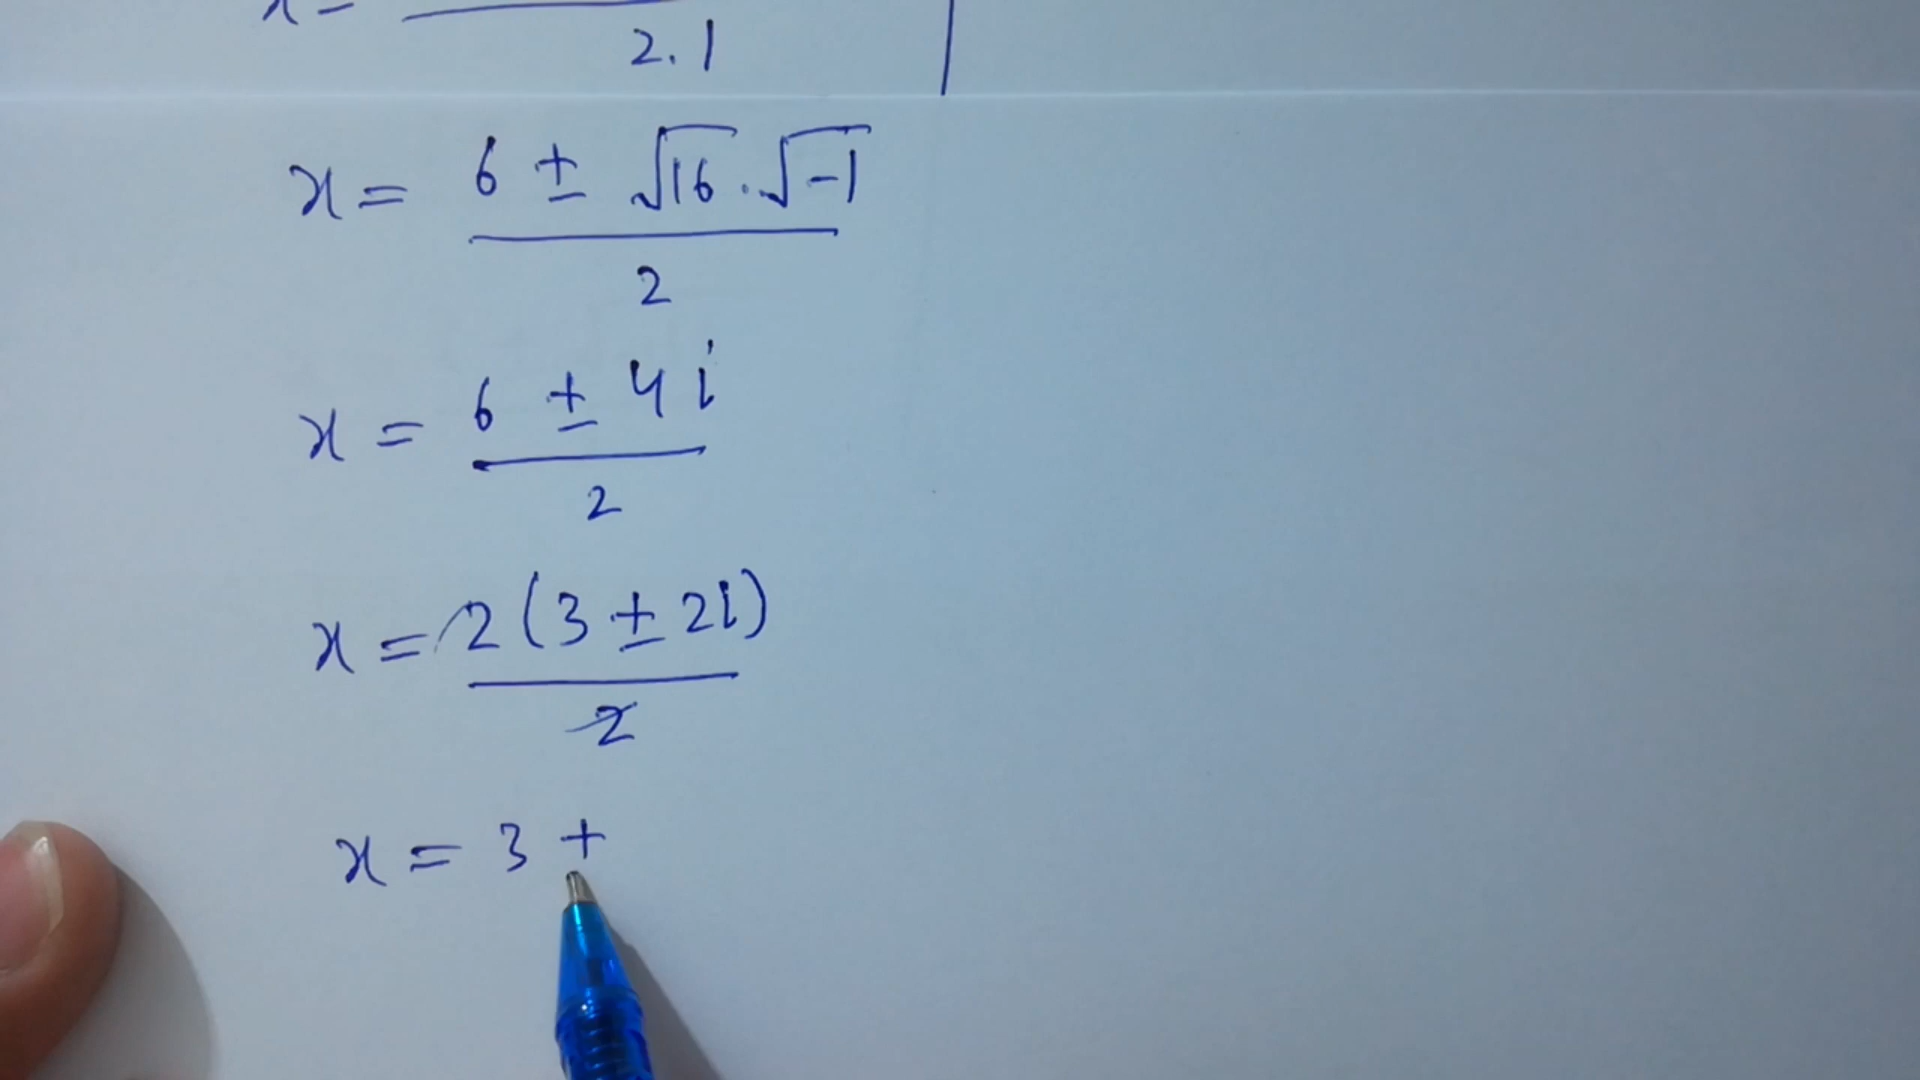 x =
2.1
x = 6 ± √16 . √-1
2
x = 6 ± 4i
2
x = 2(3 ± 2i)
2
x = 3 +